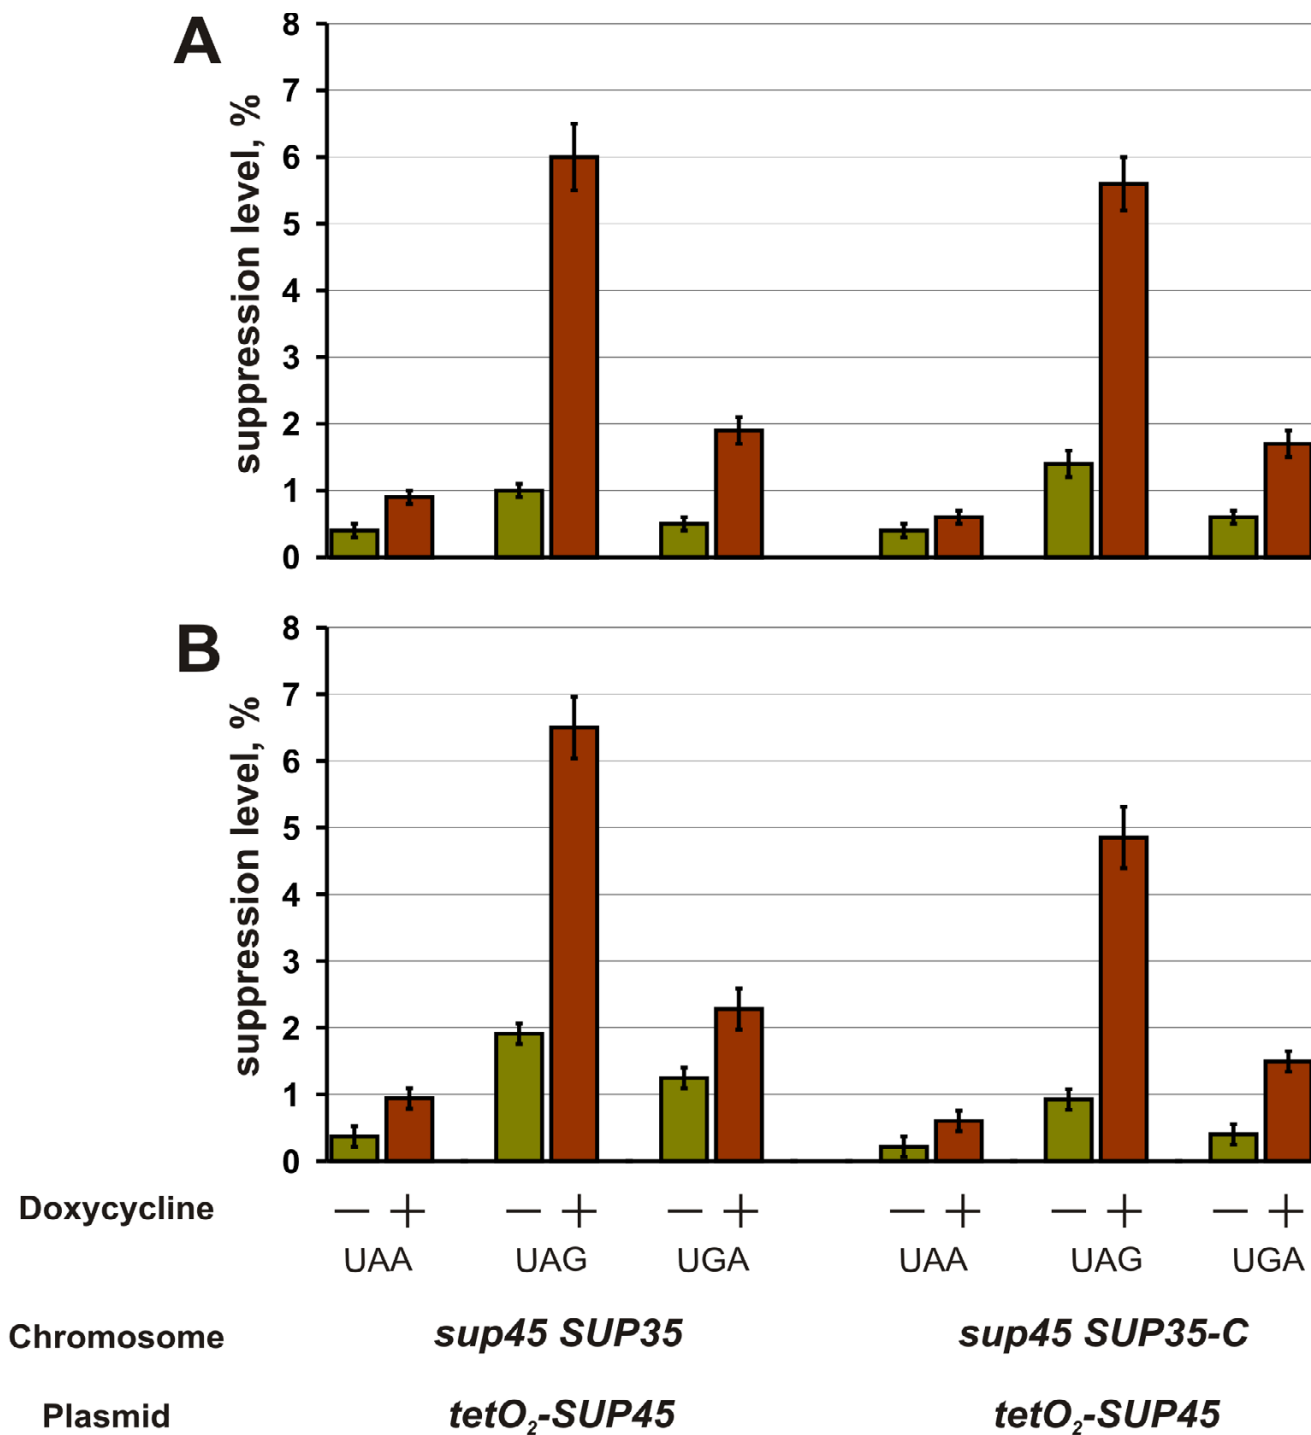 A
suppression level, %
8
7
6
5
4
3
2
1
0
B
suppression level, %
8
7
6
5
4
3
2
1
0
Doxycycline — + — + — + — + — + — +
UAA UAG UGA UAA UAG UGA
Chromosome sup45 SUP35 sup45 SUP35-C
Plasmid tetO₂-SUP45 tetO₂-SUP45